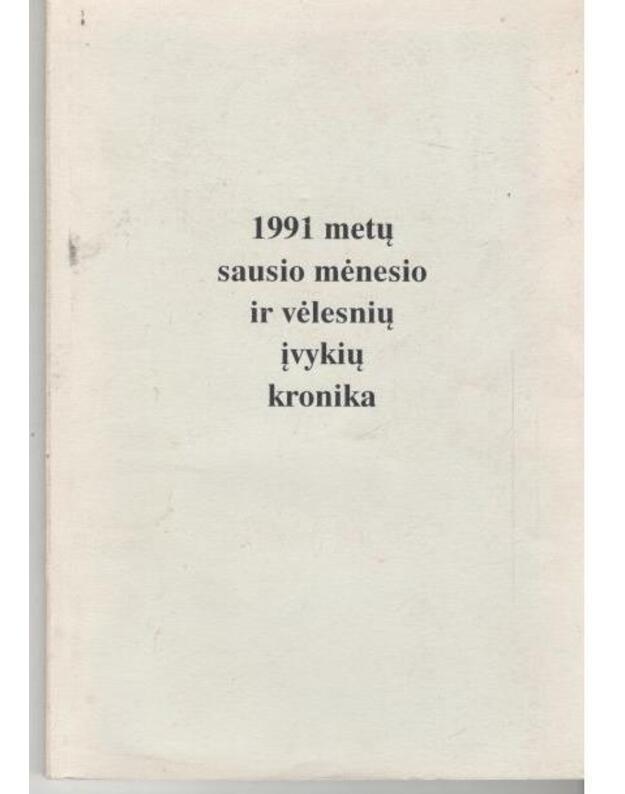 1991 metų
sausio mėnesio
ir vėlesnių
įvykių
kronika